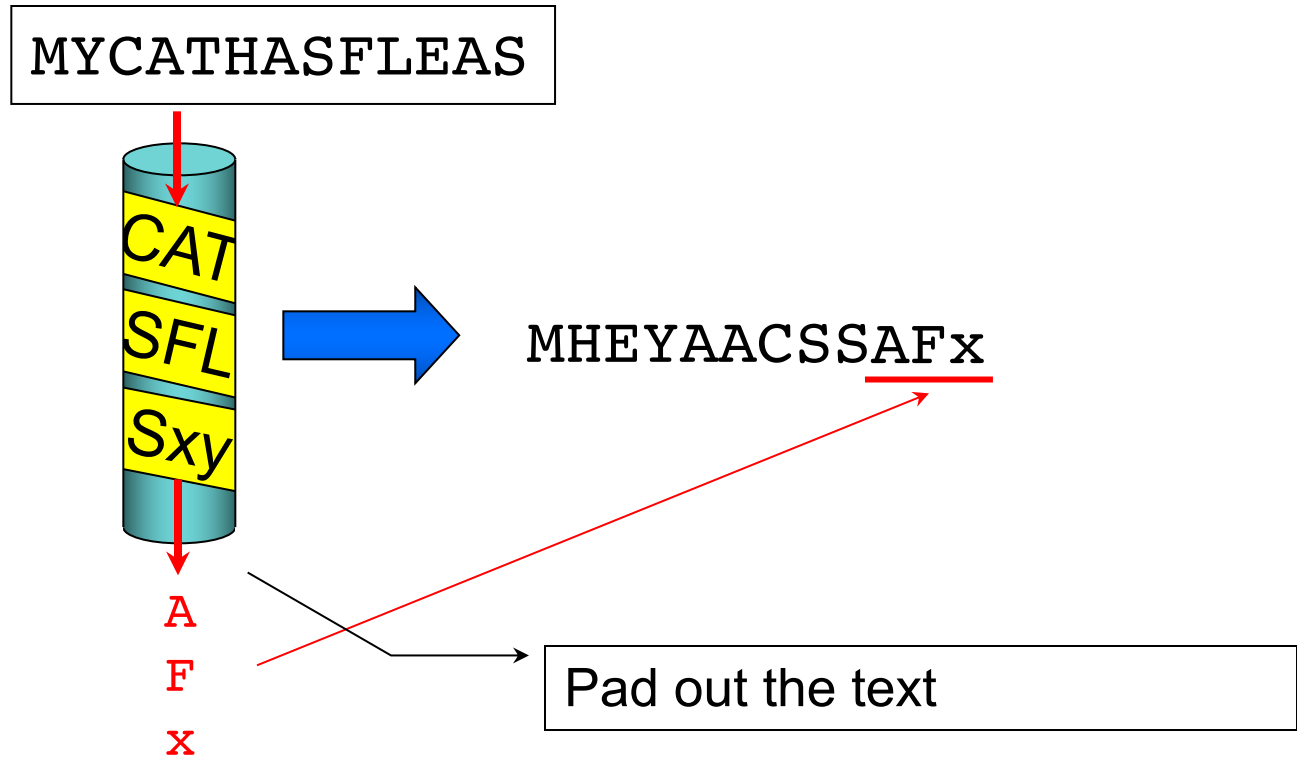 MYCATHASFLEAS
CAT
SFL
Sxy
MHEYAACSSAFx
A
F
x
Pad out the text